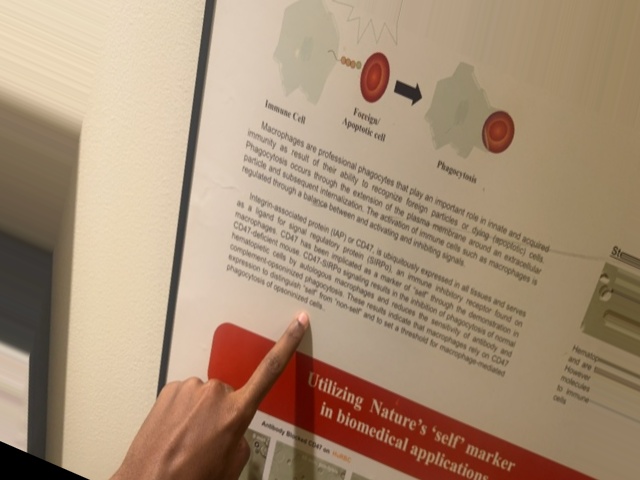 Immune Cell
Foreign/
Apoptotic cell
Phagocytosis
Macrophages are professional phagocytes that play an important role in innate and acquired
immunity as result of their ability to recognize foreign particles or dying (apoptotic) cells.
Phagocytosis occurs through the extension of the plasma membrane around an extracellular
particle and subsequent internalization. The activation of immune cells such as macrophages is
regulated through a balance between activating and inhibiting signals.
Integrin-associated protein (IAP) or CD47, is ubiquitously expressed in all tissues and serves
as a ligand for signal regulatory protein (SIRPα), an immune inhibitory receptor found on
macrophages. CD47 has been implicated as a marker of "self" through the demonstration in
CD47-deficient mouse. CD47-SIRPα signaling results in the inhibition of phagocytosis of normal
hematopietic cells by autologous macrophages and reduces the sensitivity of antibody and
complement-opsonized phagocytosis. These results indicate that macrophages rely on CD47
expression to distinguish "self" from "non-self" and to set a threshold for macrophage-mediated
phagocytosis of opsonized cells.
Utilizing Nature's 'self' marker
in biomedical applications
Antibody Blocked CD47 on
Hematop
and are
However
molecules
to immune
cells